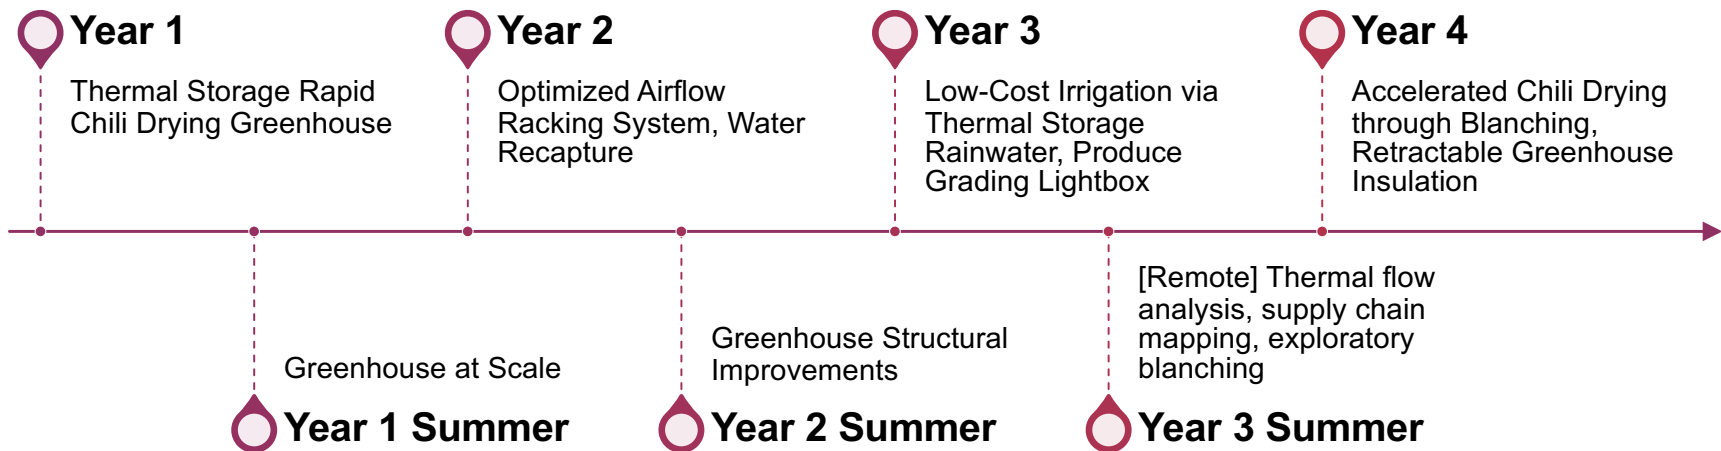 Year 1
Thermal Storage Rapid
Chili Drying Greenhouse
Year 2
Optimized Airflow
Racking System, Water
Recapture
Year 3
Low-Cost Irrigation via
Thermal Storage
Rainwater, Produce
Grading Lightbox
Year 4
Accelerated Chili Drying
through Blanching,
Retractable Greenhouse
Insulation
Greenhouse at Scale
Year 1 Summer
Greenhouse Structural
Improvements
Year 2 Summer
[Remote] Thermal flow
analysis, supply chain
mapping, exploratory
blanching
Year 3 Summer